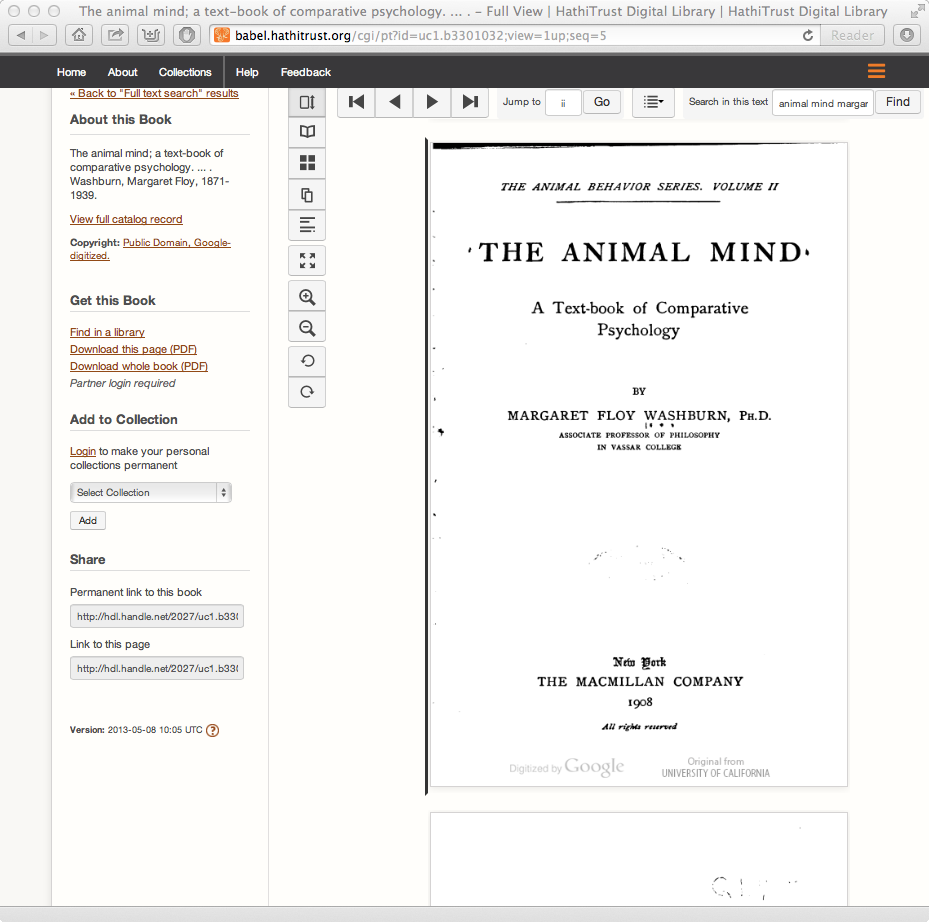 The animal mind; a text-book of comparative psychology. ... . – Full View | HathiTrust Digital Library | HathiTrust Digital Library
babel.hathitrust.org/cgi/pt?id=uc1.b3301032;view=1up;seq=5
Reader
Home About Collections Help Feedback
« Back to "Full text search" results
Jump to ii Go
Search in this text animal mind margar Find
About this Book
The animal mind; a text-book of
comparative psychology. ... .
Washburn, Margaret Floy, 1871-
1939.
View full catalog record
Copyright: Public Domain, Google-
digitized.
Get this Book
Find in a library
Download this page (PDF)
Download whole book (PDF)
Partner login required
Add to Collection
Login to make your personal
collections permanent
Select Collection
Add
Share
Permanent link to this book
http://hdl.handle.net/2027/uc1.b330
Link to this page
http://hdl.handle.net/2027/uc1.b330
Version: 2013-05-08 10:05 UTC ?
THE ANIMAL BEHAVIOR SERIES. VOLUME II
THE ANIMAL MIND
A Text-book of Comparative
Psychology
BY
MARGARET FLOY WASHBURN, PH.D.
ASSOCIATE PROFESSOR OF PHILOSOPHY
IN VASSAR COLLEGE
New York
THE MACMILLAN COMPANY
1908
All rights reserved
Digitized by Google
Original from
UNIVERSITY OF CALIFORNIA